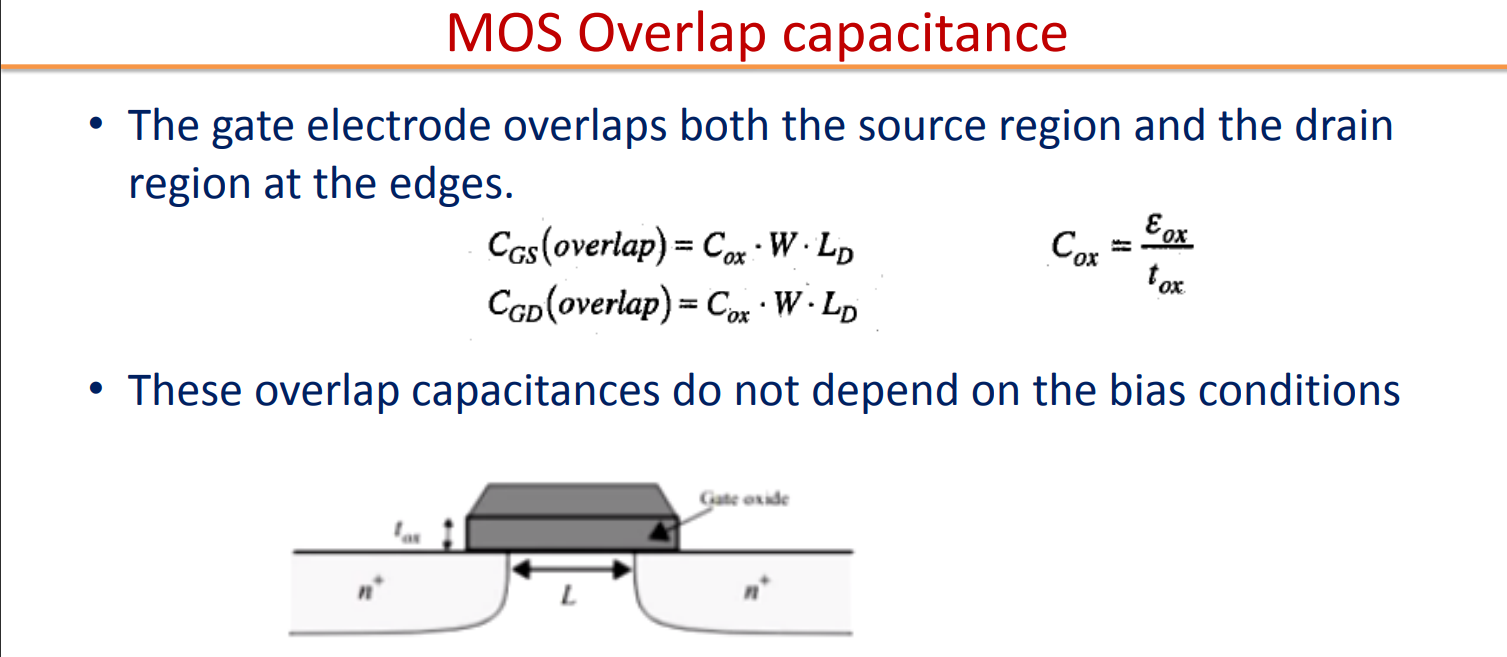 MOS Overlap capacitance
• The gate electrode overlaps both the source region and the drain
region at the edges.
C_GS(overlap) = C_ox · W · L_D
C_ox = ε_ox / t_ox
C_GD(overlap) = C_ox · W · L_D
• These overlap capacitances do not depend on the bias conditions
Gate oxide
t_ox
n⁺
L
n⁺